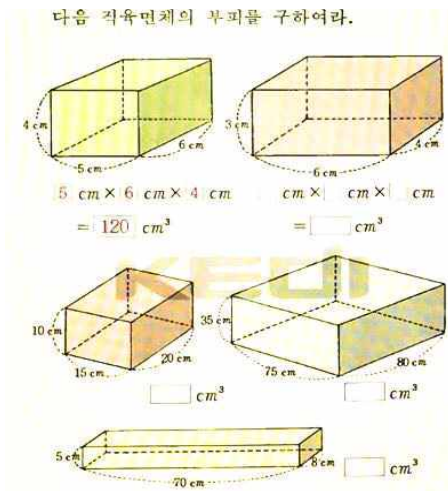 다음 직육면체의 부피를 구하여라.
4 cm
5 cm
6 cm
3 cm
6 cm
4 cm
5 cm × 6 cm × 4 cm
= 120 cm³
cm × cm × cm
= cm³
KEDI
10 cm
15 cm
20 cm
cm³
35 cm
75 cm
80 cm
cm³
5 cm
70 cm
8 cm
cm³